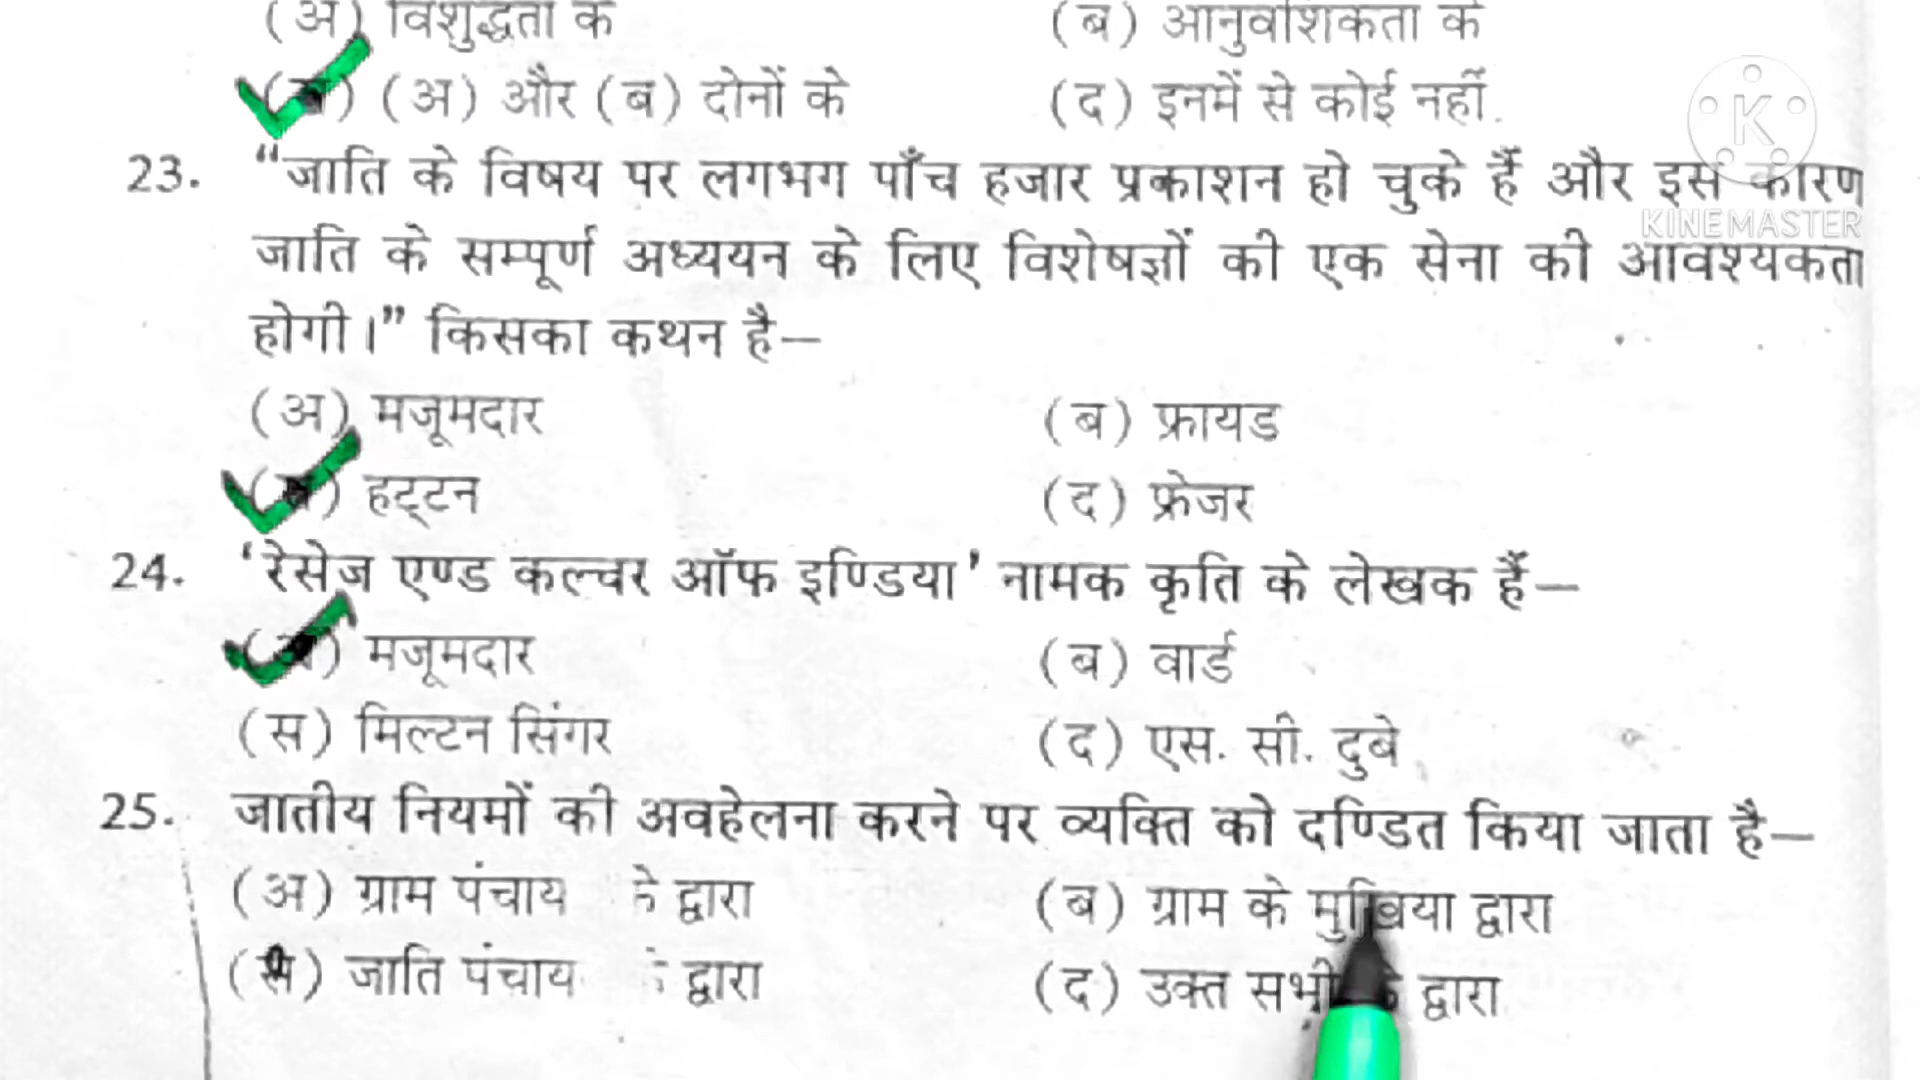 (अ) विशुद्धता के (ब) आनुवंशिकता के
(अ) और (ब) दोनों के (द) इनमें से कोई नहीं.
K
KINEMASTER
23. “जाति के विषय पर लगभग पाँच हजार प्रकाशन हो चुके हैं और इस कारण
जाति के सम्पूर्ण अध्ययन के लिए विशेषज्ञों की एक सेना की आवश्यकता
होगी।” किसका कथन है—
(अ) मजूमदार (ब) फ्रायड
हट्टन (द) फ्रेजर
24. ‘रेसेज एण्ड कल्चर ऑफ इण्डिया’ नामक कृति के लेखक हैं—
मजूमदार (ब) वार्ड
(स) मिल्टन सिंगर (द) एस. सी. दुबे
25. जातीय नियमों की अवहेलना करने पर व्यक्ति को दण्डित किया जाता है—
(अ) ग्राम द्वारा (ब) ग्राम के मुखिया द्वारा
(स) जाति द्वारा (द) उक्त द्वारा